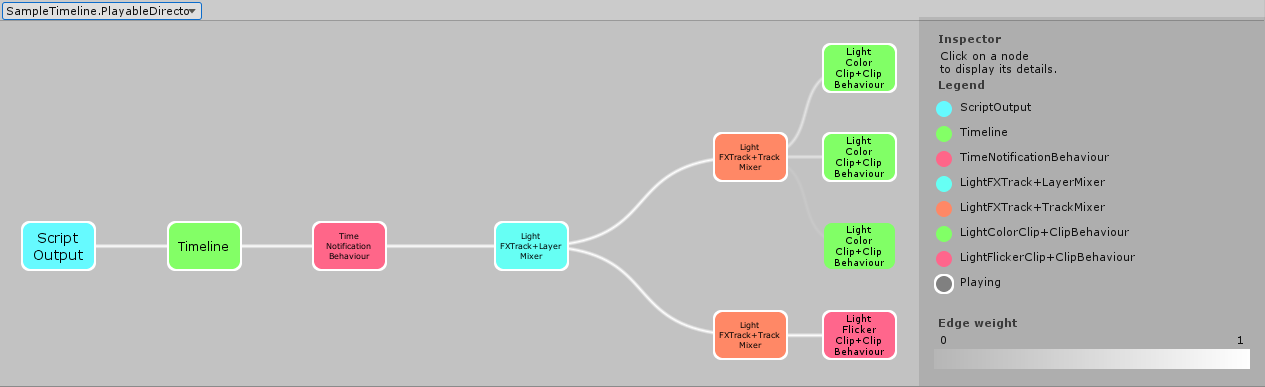 SampleTimeline.PlayableDirecto
Script
Output
Timeline
Time
Notification
Behaviour
Light
FXTrack+Layer
Mixer
Light
FXTrack+Track
Mixer
Light
FXTrack+Track
Mixer
Light
Color
Clip+Clip
Behaviour
Light
Color
Clip+Clip
Behaviour
Light
Color
Clip+Clip
Behaviour
Light
Flicker
Clip+Clip
Behaviour
Inspector
Click on a node
to display its details.
Legend
ScriptOutput
Timeline
TimeNotificationBehaviour
LightFXTrack+LayerMixer
LightFXTrack+TrackMixer
LightColorClip+ClipBehaviour
LightFlickerClip+ClipBehaviour
Playing
Edge weight
0 1